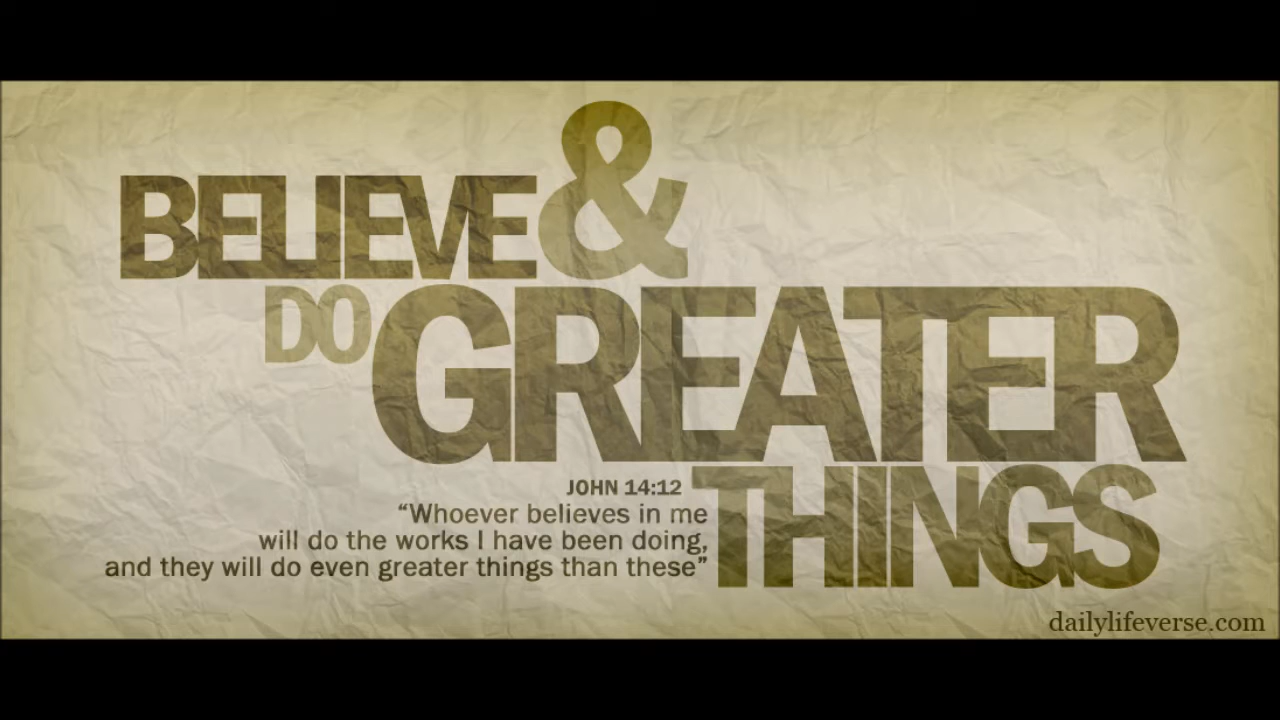 BELIEVE &
DO GREATER
THINGS
JOHN 14:12
“Whoever believes in me
will do the works I have been doing,
and they will do even greater things than these”
dailylifeverse.com